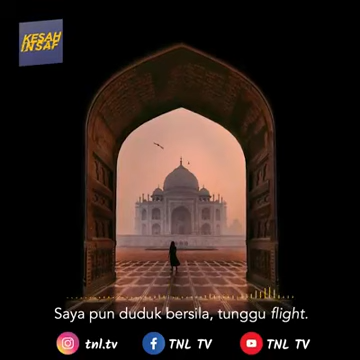 KESAH
INSAF
Saya pun duduk bersila, tunggu flight.
tnl.tv TNL TV TNL TV